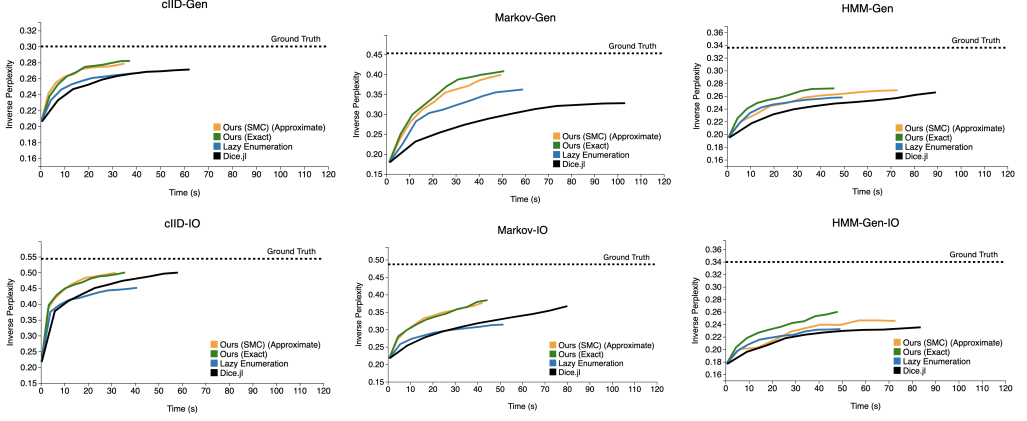 cIID-Gen
0.32
0.30
0.28
0.26
0.24
0.22
0.20
0.18
0.16
Inverse Perplexity
Ground Truth
Ours (SMC) (Approximate)
Ours (Exact)
Lazy Enumeration
Dice.jl
0 10 20 30 40 50 60 70 80 90 100 110 120
Time (s)
Markov-Gen
0.45
0.40
0.35
0.30
0.25
0.20
0.15
Inverse Perplexity
Ground Truth
Ours (SMC) (Approximate)
Ours (Exact)
Lazy Enumeration
Dice.jl
0 10 20 30 40 50 60 70 80 90 100 110 120
Time (s)
HMM-Gen
0.36
0.34
0.32
0.30
0.28
0.26
0.24
0.22
0.20
0.18
0.16
Inverse Perplexity
Ground Truth
Ours (SMC) (Approximate)
Ours (Exact)
Lazy Enumeration
Dice.jl
0 10 20 30 40 50 60 70 80 90 100 110 120
Time (s)
cIID-IO
0.55
0.50
0.45
0.40
0.35
0.30
0.25
0.20
0.15
Inverse Perplexity
Ground Truth
Ours (SMC) (Approximate)
Ours (Exact)
Lazy Enumeration
Dice.jl
0 10 20 30 40 50 60 70 80 90 100 110 120
Time (s)
Markov-IO
0.50
0.45
0.40
0.35
0.30
0.25
0.20
0.15
Inverse Perplexity
Ground Truth
Ours (SMC) (Approximate)
Ours (Exact)
Lazy Enumeration
Dice.jl
0 10 20 30 40 50 60 70 80 90 100 110 120
Time (s)
HMM-Gen-IO
0.36
0.34
0.32
0.30
0.28
0.26
0.24
0.22
0.20
0.18
0.16
Inverse Perplexity
Ground Truth
Ours (SMC) (Approximate)
Ours (Exact)
Lazy Enumeration
Dice.jl
0 10 20 30 40 50 60 70 80 90 100 110 120
Time (s)